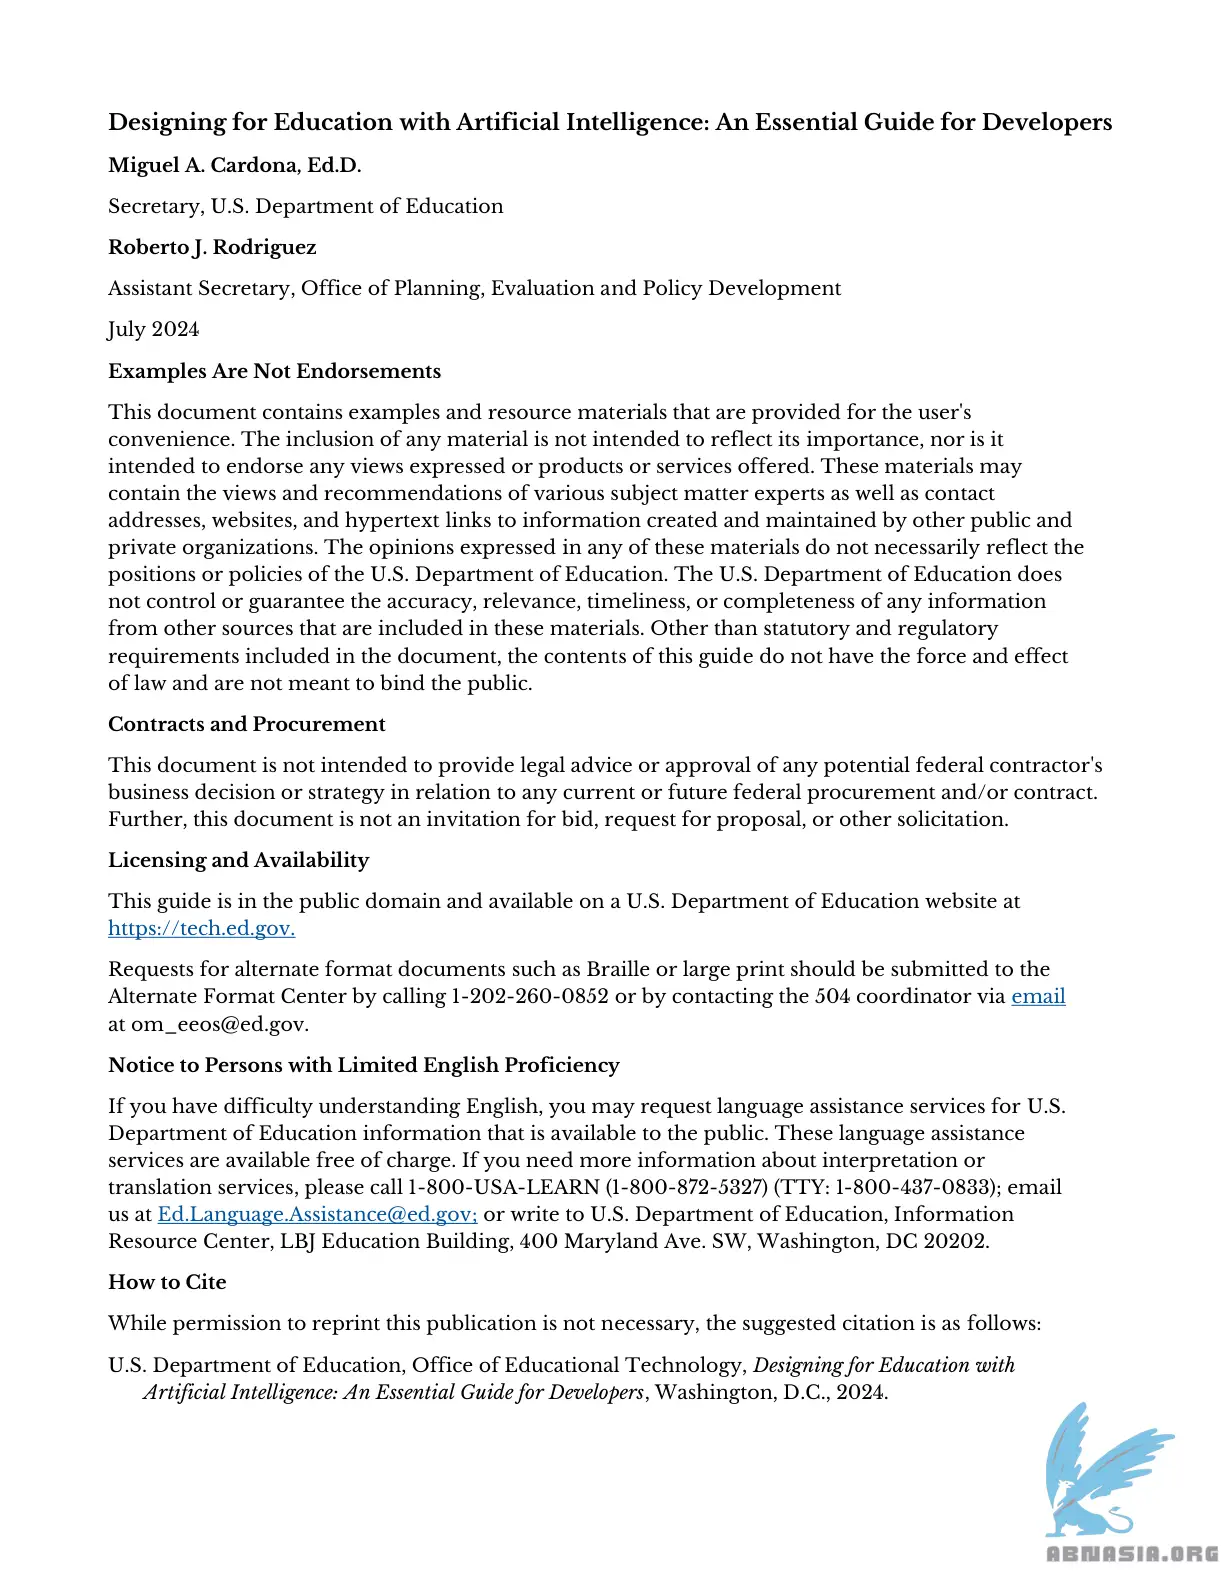 Designing for Education with Artificial Intelligence: An Essential Guide for Developers
Miguel A. Cardona, Ed.D.
Secretary, U.S. Department of Education
Roberto J. Rodriguez
Assistant Secretary, Office of Planning, Evaluation and Policy Development
July 2024
Examples Are Not Endorsements
This document contains examples and resource materials that are provided for the user's
convenience. The inclusion of any material is not intended to reflect its importance, nor is it
intended to endorse any views expressed or products or services offered. These materials may
contain the views and recommendations of various subject matter experts as well as contact
addresses, websites, and hypertext links to information created and maintained by other public and
private organizations. The opinions expressed in any of these materials do not necessarily reflect the
positions or policies of the U.S. Department of Education. The U.S. Department of Education does
not control or guarantee the accuracy, relevance, timeliness, or completeness of any information
from other sources that are included in these materials. Other than statutory and regulatory
requirements included in the document, the contents of this guide do not have the force and effect
of law and are not meant to bind the public.
Contracts and Procurement
This document is not intended to provide legal advice or approval of any potential federal contractor's
business decision or strategy in relation to any current or future federal procurement and/or contract.
Further, this document is not an invitation for bid, request for proposal, or other solicitation.
Licensing and Availability
This guide is in the public domain and available on a U.S. Department of Education website at
https://tech.ed.gov.
Requests for alternate format documents such as Braille or large print should be submitted to the
Alternate Format Center by calling 1-202-260-0852 or by contacting the 504 coordinator via email
at om_eeos@ed.gov.
Notice to Persons with Limited English Proficiency
If you have difficulty understanding English, you may request language assistance services for U.S.
Department of Education information that is available to the public. These language assistance
services are available free of charge. If you need more information about interpretation or
translation services, please call 1-800-USA-LEARN (1-800-872-5327) (TTY: 1-800-437-0833); email
us at Ed.Language.Assistance@ed.gov; or write to U.S. Department of Education, Information
Resource Center, LBJ Education Building, 400 Maryland Ave. SW, Washington, DC 20202.
How to Cite
While permission to reprint this publication is not necessary, the suggested citation is as follows:
U.S. Department of Education, Office of Educational Technology, Designing for Education with
Artificial Intelligence: An Essential Guide for Developers, Washington, D.C., 2024.
ABNASIA.ORG